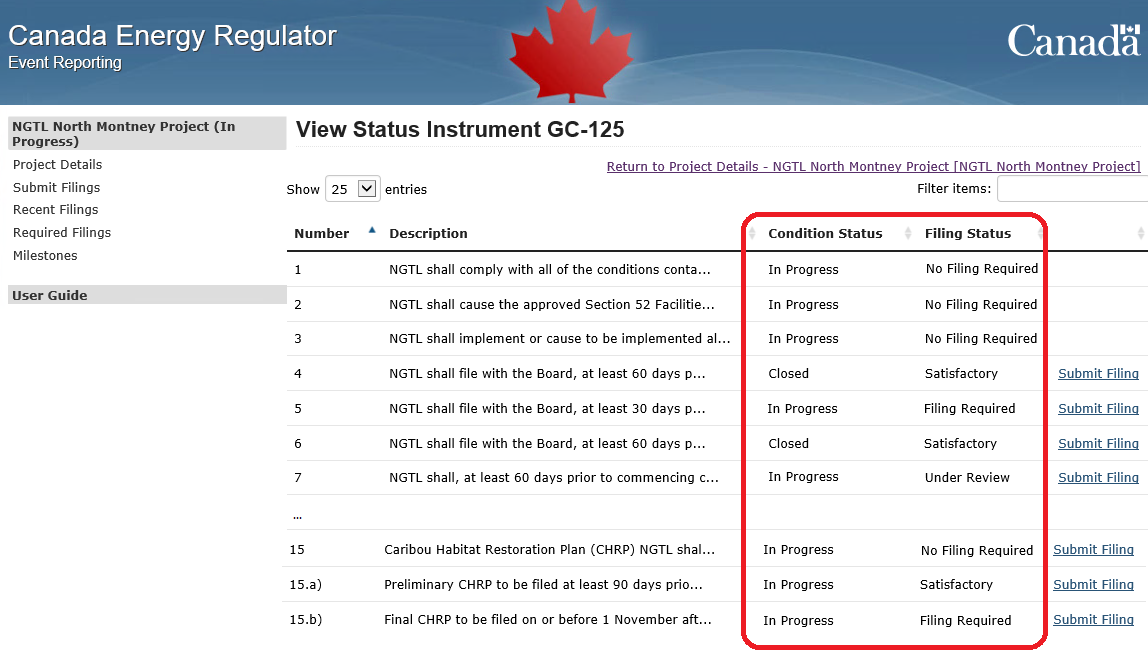 Canada Energy Regulator
Event Reporting
Canada
NGTL North Montney Project (In
Progress)
Project Details
Submit Filings
Recent Filings
Required Filings
Milestones
User Guide
View Status Instrument GC-125
Return to Project Details - NGTL North Montney Project [NGTL North Montney Project]
Show 25 entries Filter items:
Number Description Condition Status Filing Status
1 NGTL shall comply with all of the conditions conta... In Progress No Filing Required
2 NGTL shall cause the approved Section 52 Facilitie... In Progress No Filing Required
3 NGTL shall implement or cause to be implemented al... In Progress No Filing Required
4 NGTL shall file with the Board, at least 60 days p... Closed Satisfactory Submit Filing
5 NGTL shall file with the Board, at least 30 days p... In Progress Filing Required Submit Filing
6 NGTL shall file with the Board, at least 60 days p... Closed Satisfactory Submit Filing
7 NGTL shall, at least 60 days prior to commencing c... In Progress Under Review Submit Filing
...
15 Caribou Habitat Restoration Plan (CHRP) NGTL shal... In Progress No Filing Required Submit Filing
15.a) Preliminary CHRP to be filed at least 90 days prio... In Progress Satisfactory Submit Filing
15.b) Final CHRP to be filed on or before 1 November aft... In Progress Filing Required Submit Filing